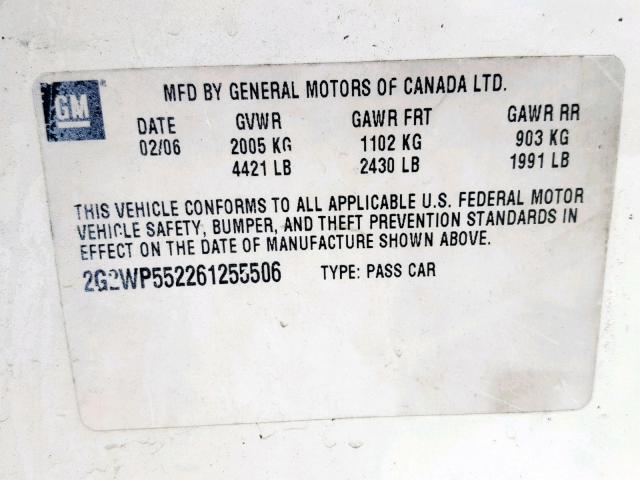 GM
MFD BY GENERAL MOTORS OF CANADA LTD.
DATE GVWR GAWR FRT GAWR RR
02/06 2005 KG 1102 KG 903 KG
4421 LB 2430 LB 1991 LB
THIS VEHICLE CONFORMS TO ALL APPLICABLE U.S. FEDERAL MOTOR
VEHICLE SAFETY, BUMPER, AND THEFT PREVENTION STANDARDS IN
EFFECT ON THE DATE OF MANUFACTURE SHOWN ABOVE.
2G2WP552261255506 TYPE: PASS CAR